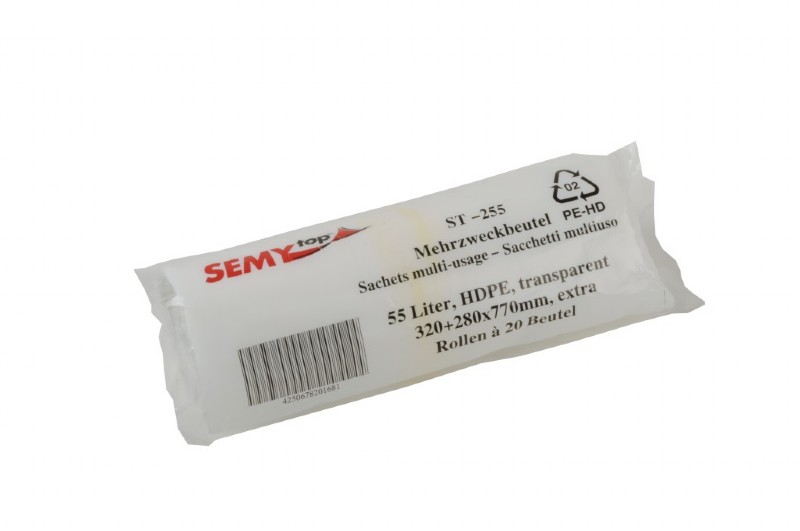 SEMY top
ST -255
Mehrzweckbeutel
Sachets multi-usage - Sacchetti multiuso
55 Liter, HDPE, transparent
320+280x770mm, extra
Rollen à 20 Beutel
02
PE-HD
4250678201681